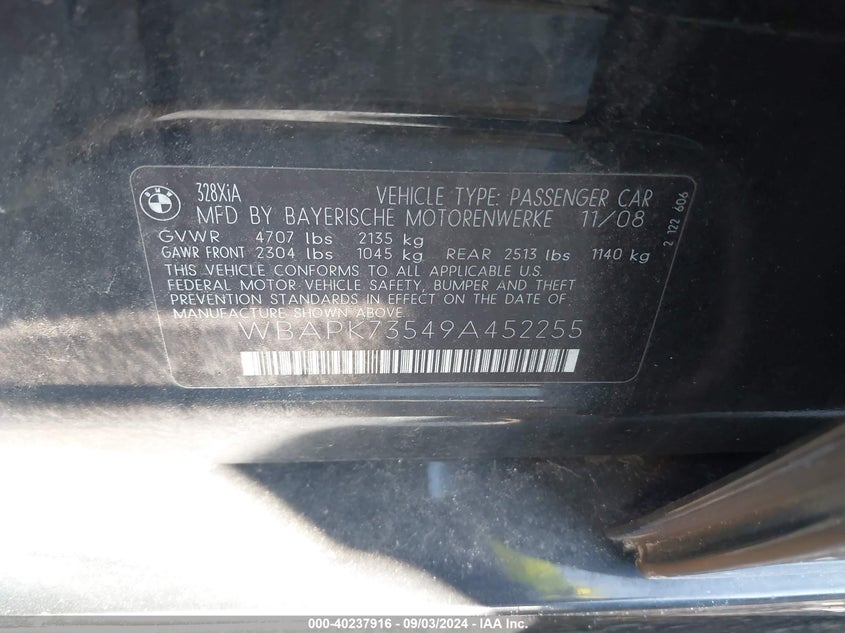 BMW
328XiA
VEHICLE TYPE: PASSENGER CAR
MFD BY BAYERISCHE MOTORENWERKE 11/08
GVWR 4707 lbs 2135 kg
GAWR FRONT 2304 lbs 1045 kg REAR 2513 lbs 1140 kg
THIS VEHICLE CONFORMS TO ALL APPLICABLE U.S.
FEDERAL MOTOR VEHICLE SAFETY, BUMPER AND THEFT
PREVENTION STANDARDS IN EFFECT ON THE DATE OF
MANUFACTURE SHOWN ABOVE.
WBAPK73549A452255
2 122 606
000-40237916 - 09/03/2024 - IAA Inc.